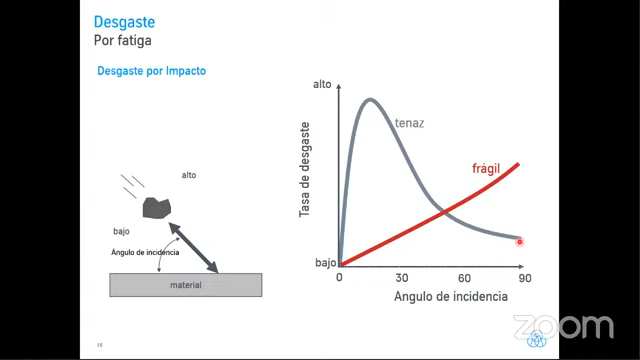 Desgaste
Por fatiga
Desgaste por Impacto
alto
bajo
Angulo de incidencia
material
alto
Tasa de desgaste
bajo
tenaz
frágil
0
30
60
90
Angulo de incidencia
zoom